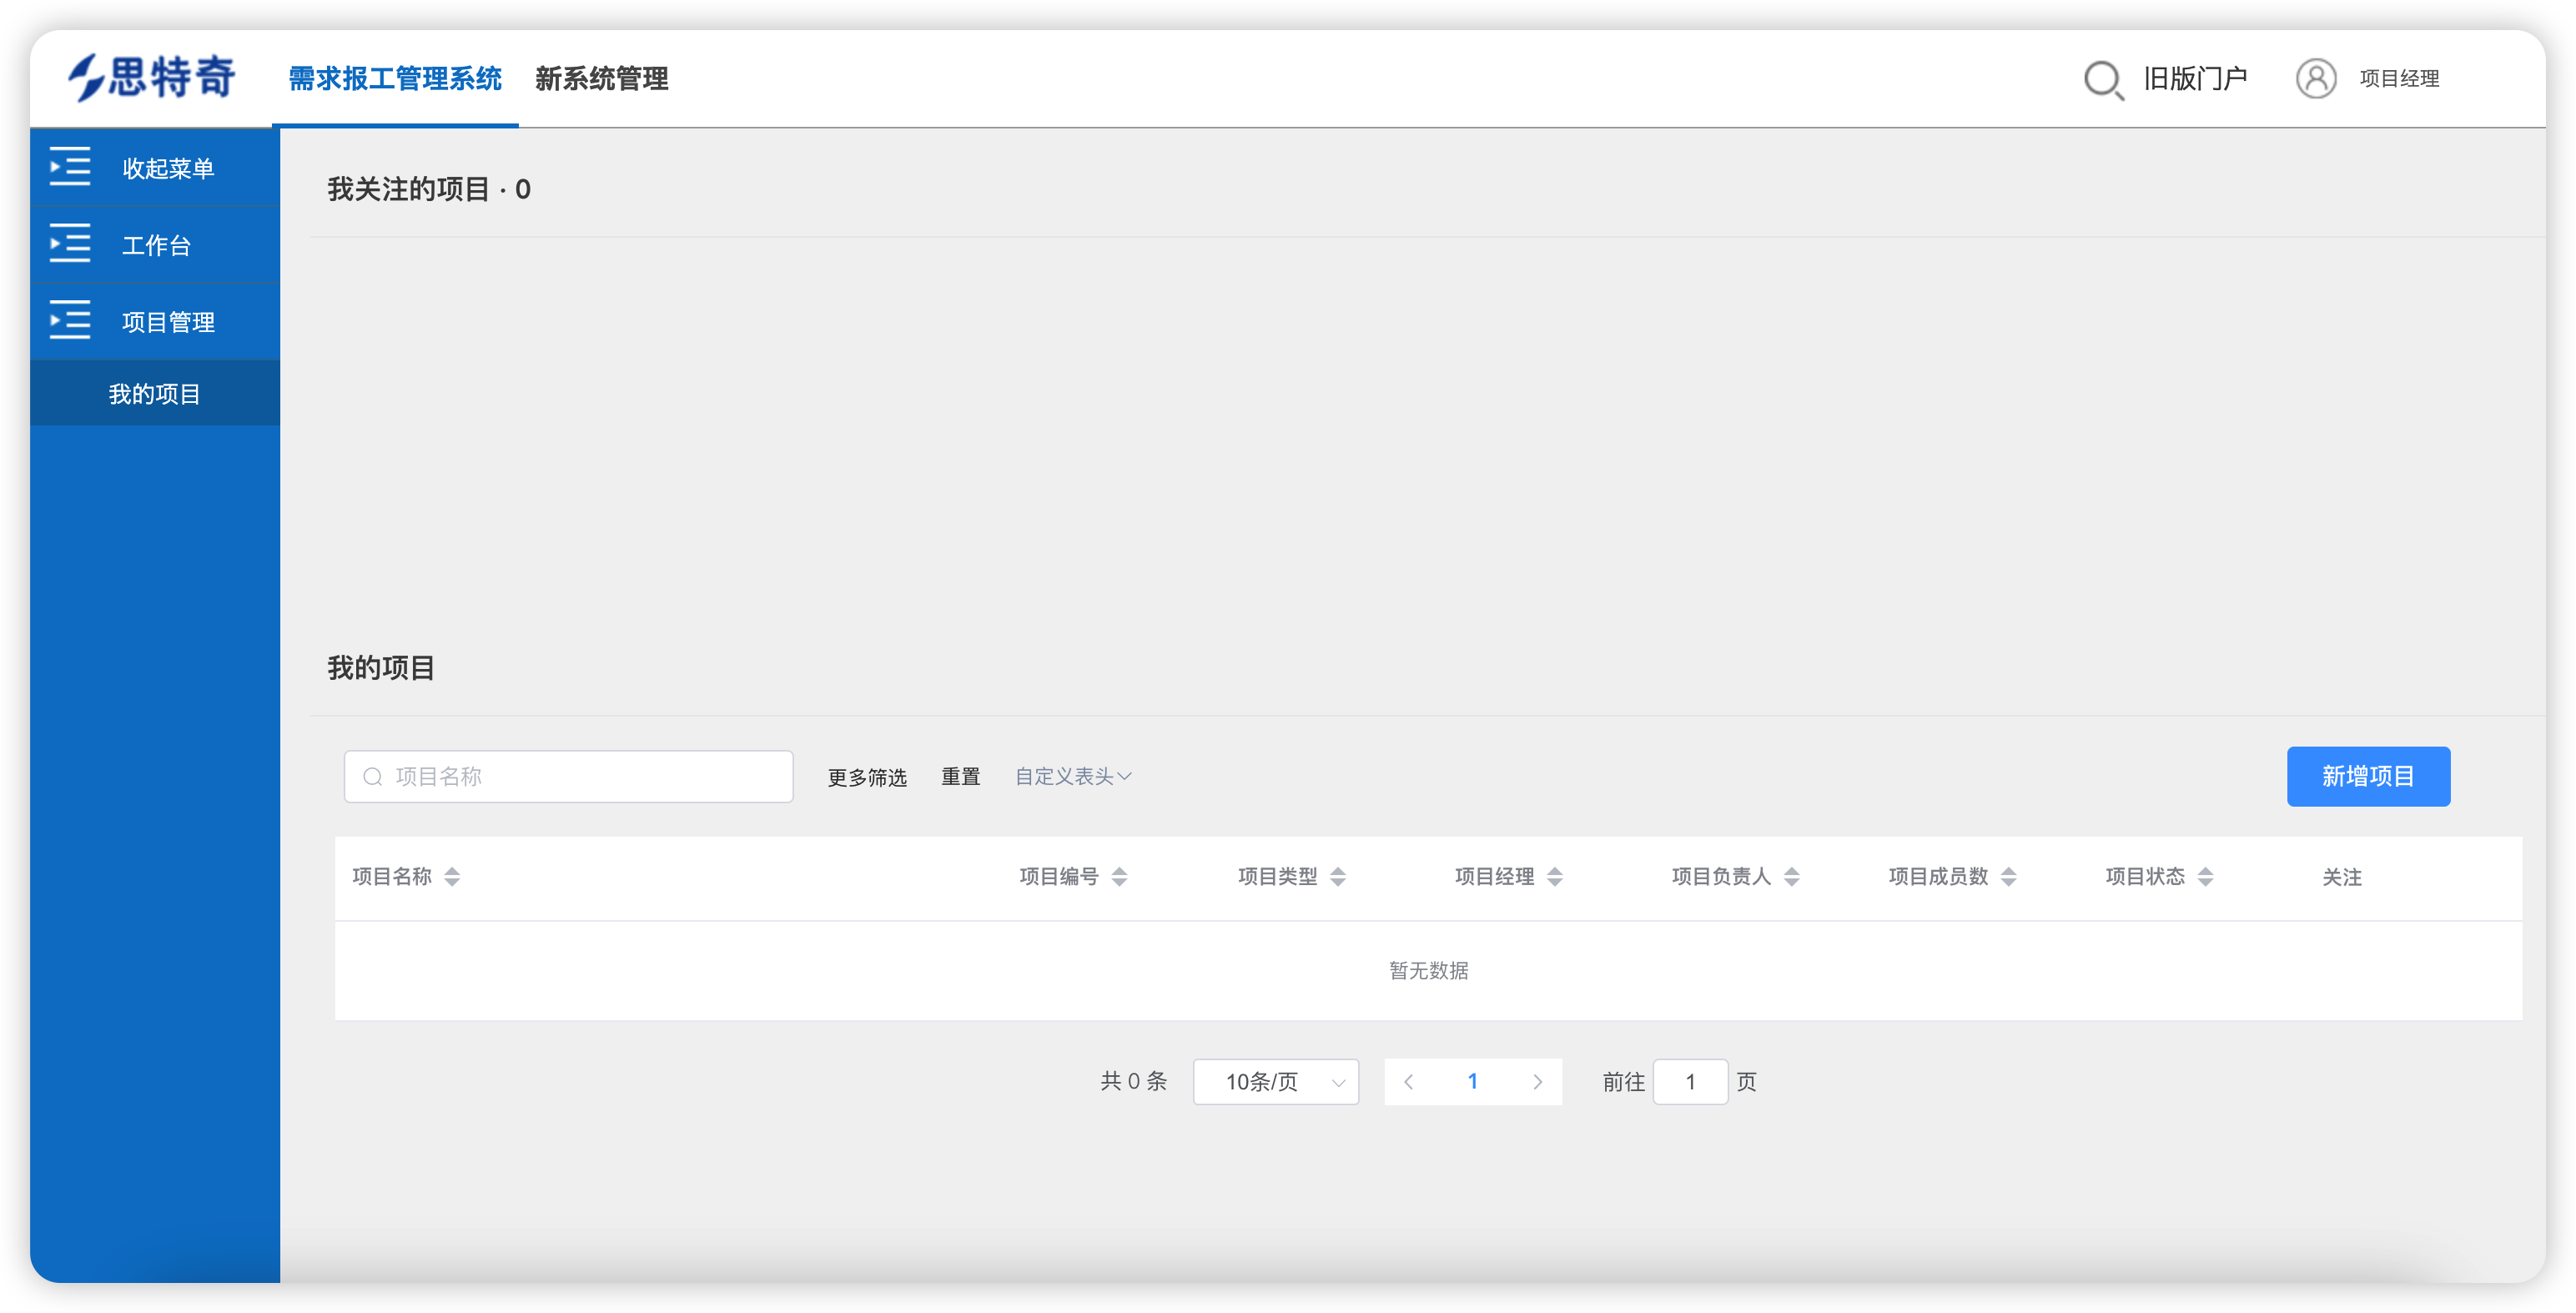 思特奇 需求报工管理系统 新系统管理 旧版门户 项目经理
收起菜单
工作台
项目管理
我的项目
我关注的项目 · 0
我的项目
项目名称 更多筛选 重置 自定义表头 新增项目
项目名称 项目编号 项目类型 项目经理 项目负责人 项目成员数 项目状态 关注
暂无数据
共 0 条 10条/页 1 前往 1 页